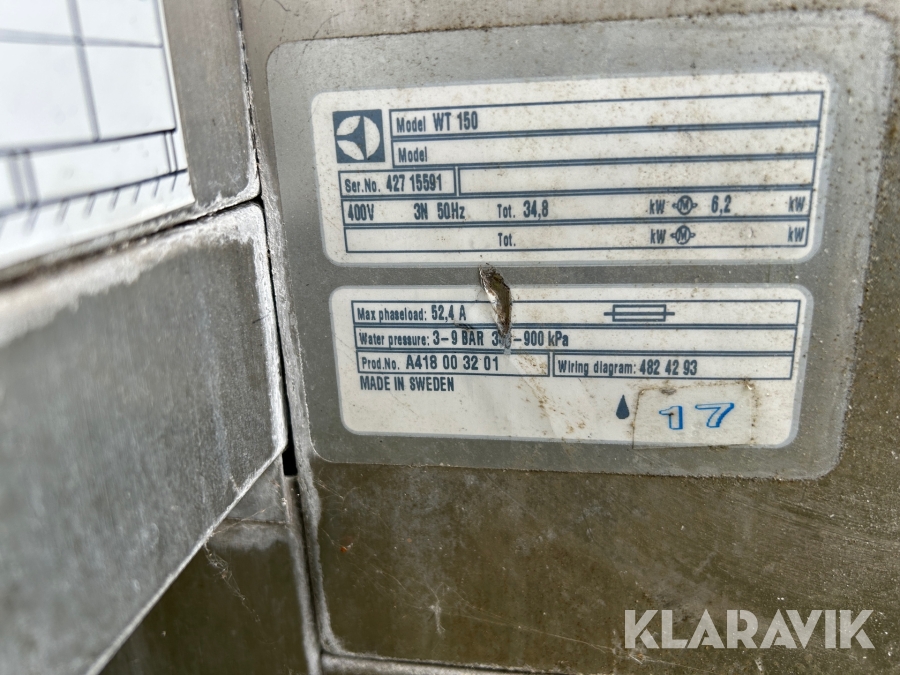 Model WT 150
Model
Ser.No. 427 15591
400V 3N 50Hz Tot. 34,8 kW M 6,2 kW
Tot. kW M kW
Max phaseload: 52,4 A
Water pressure: 3-9 BAR -900 kPa
Prod.No. A418 00 32 01 Wiring diagram: 482 42 93
MADE IN SWEDEN
17
KLARAVIK